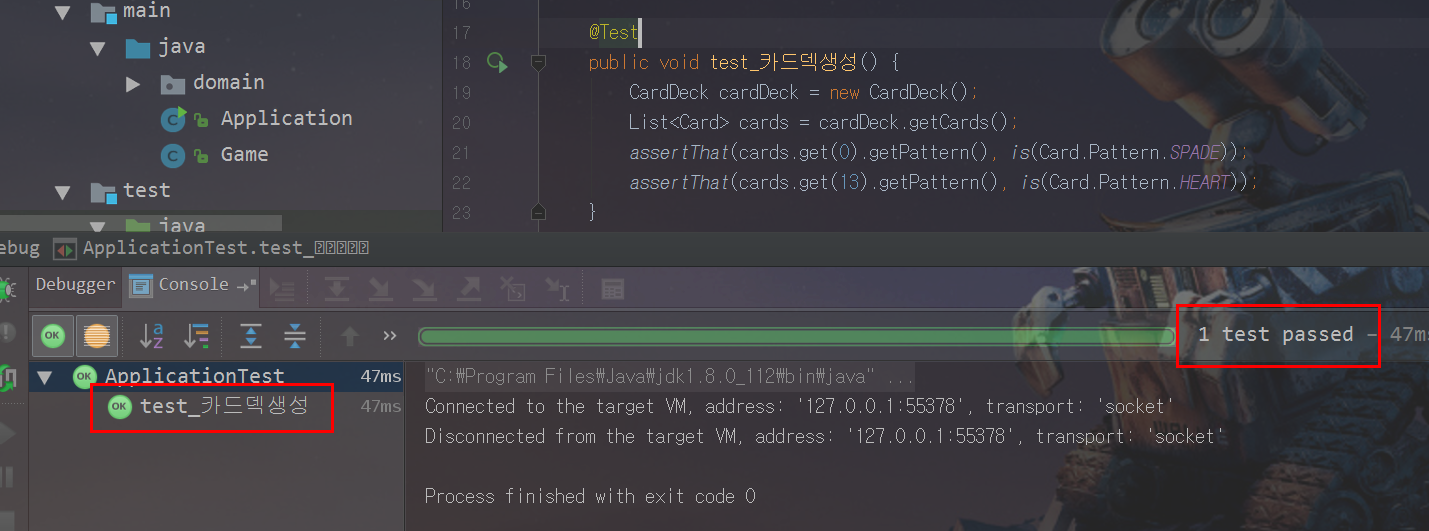 main
java
domain
Application
Game
test
java
16
17 @Test
18 public void test_카드덱생성() {
19 CardDeck cardDeck = new CardDeck();
20 List<Card> cards = cardDeck.getCards();
21 assertThat(cards.get(0).getPattern(), is(Card.Pattern.SPADE));
22 assertThat(cards.get(13).getPattern(), is(Card.Pattern.HEART));
23 }
ebug ApplicationTest.test_
Debugger Console
OK 1 test passed - 47ms
OK ApplicationTest 47ms
OK test_카드덱생성 47ms
"C:\Program Files\Java\jdk1.8.0_112\bin\java" ...
Connected to the target VM, address: '127.0.0.1:55378', transport: 'socket'
Disconnected from the target VM, address: '127.0.0.1:55378', transport: 'socket'
Process finished with exit code 0